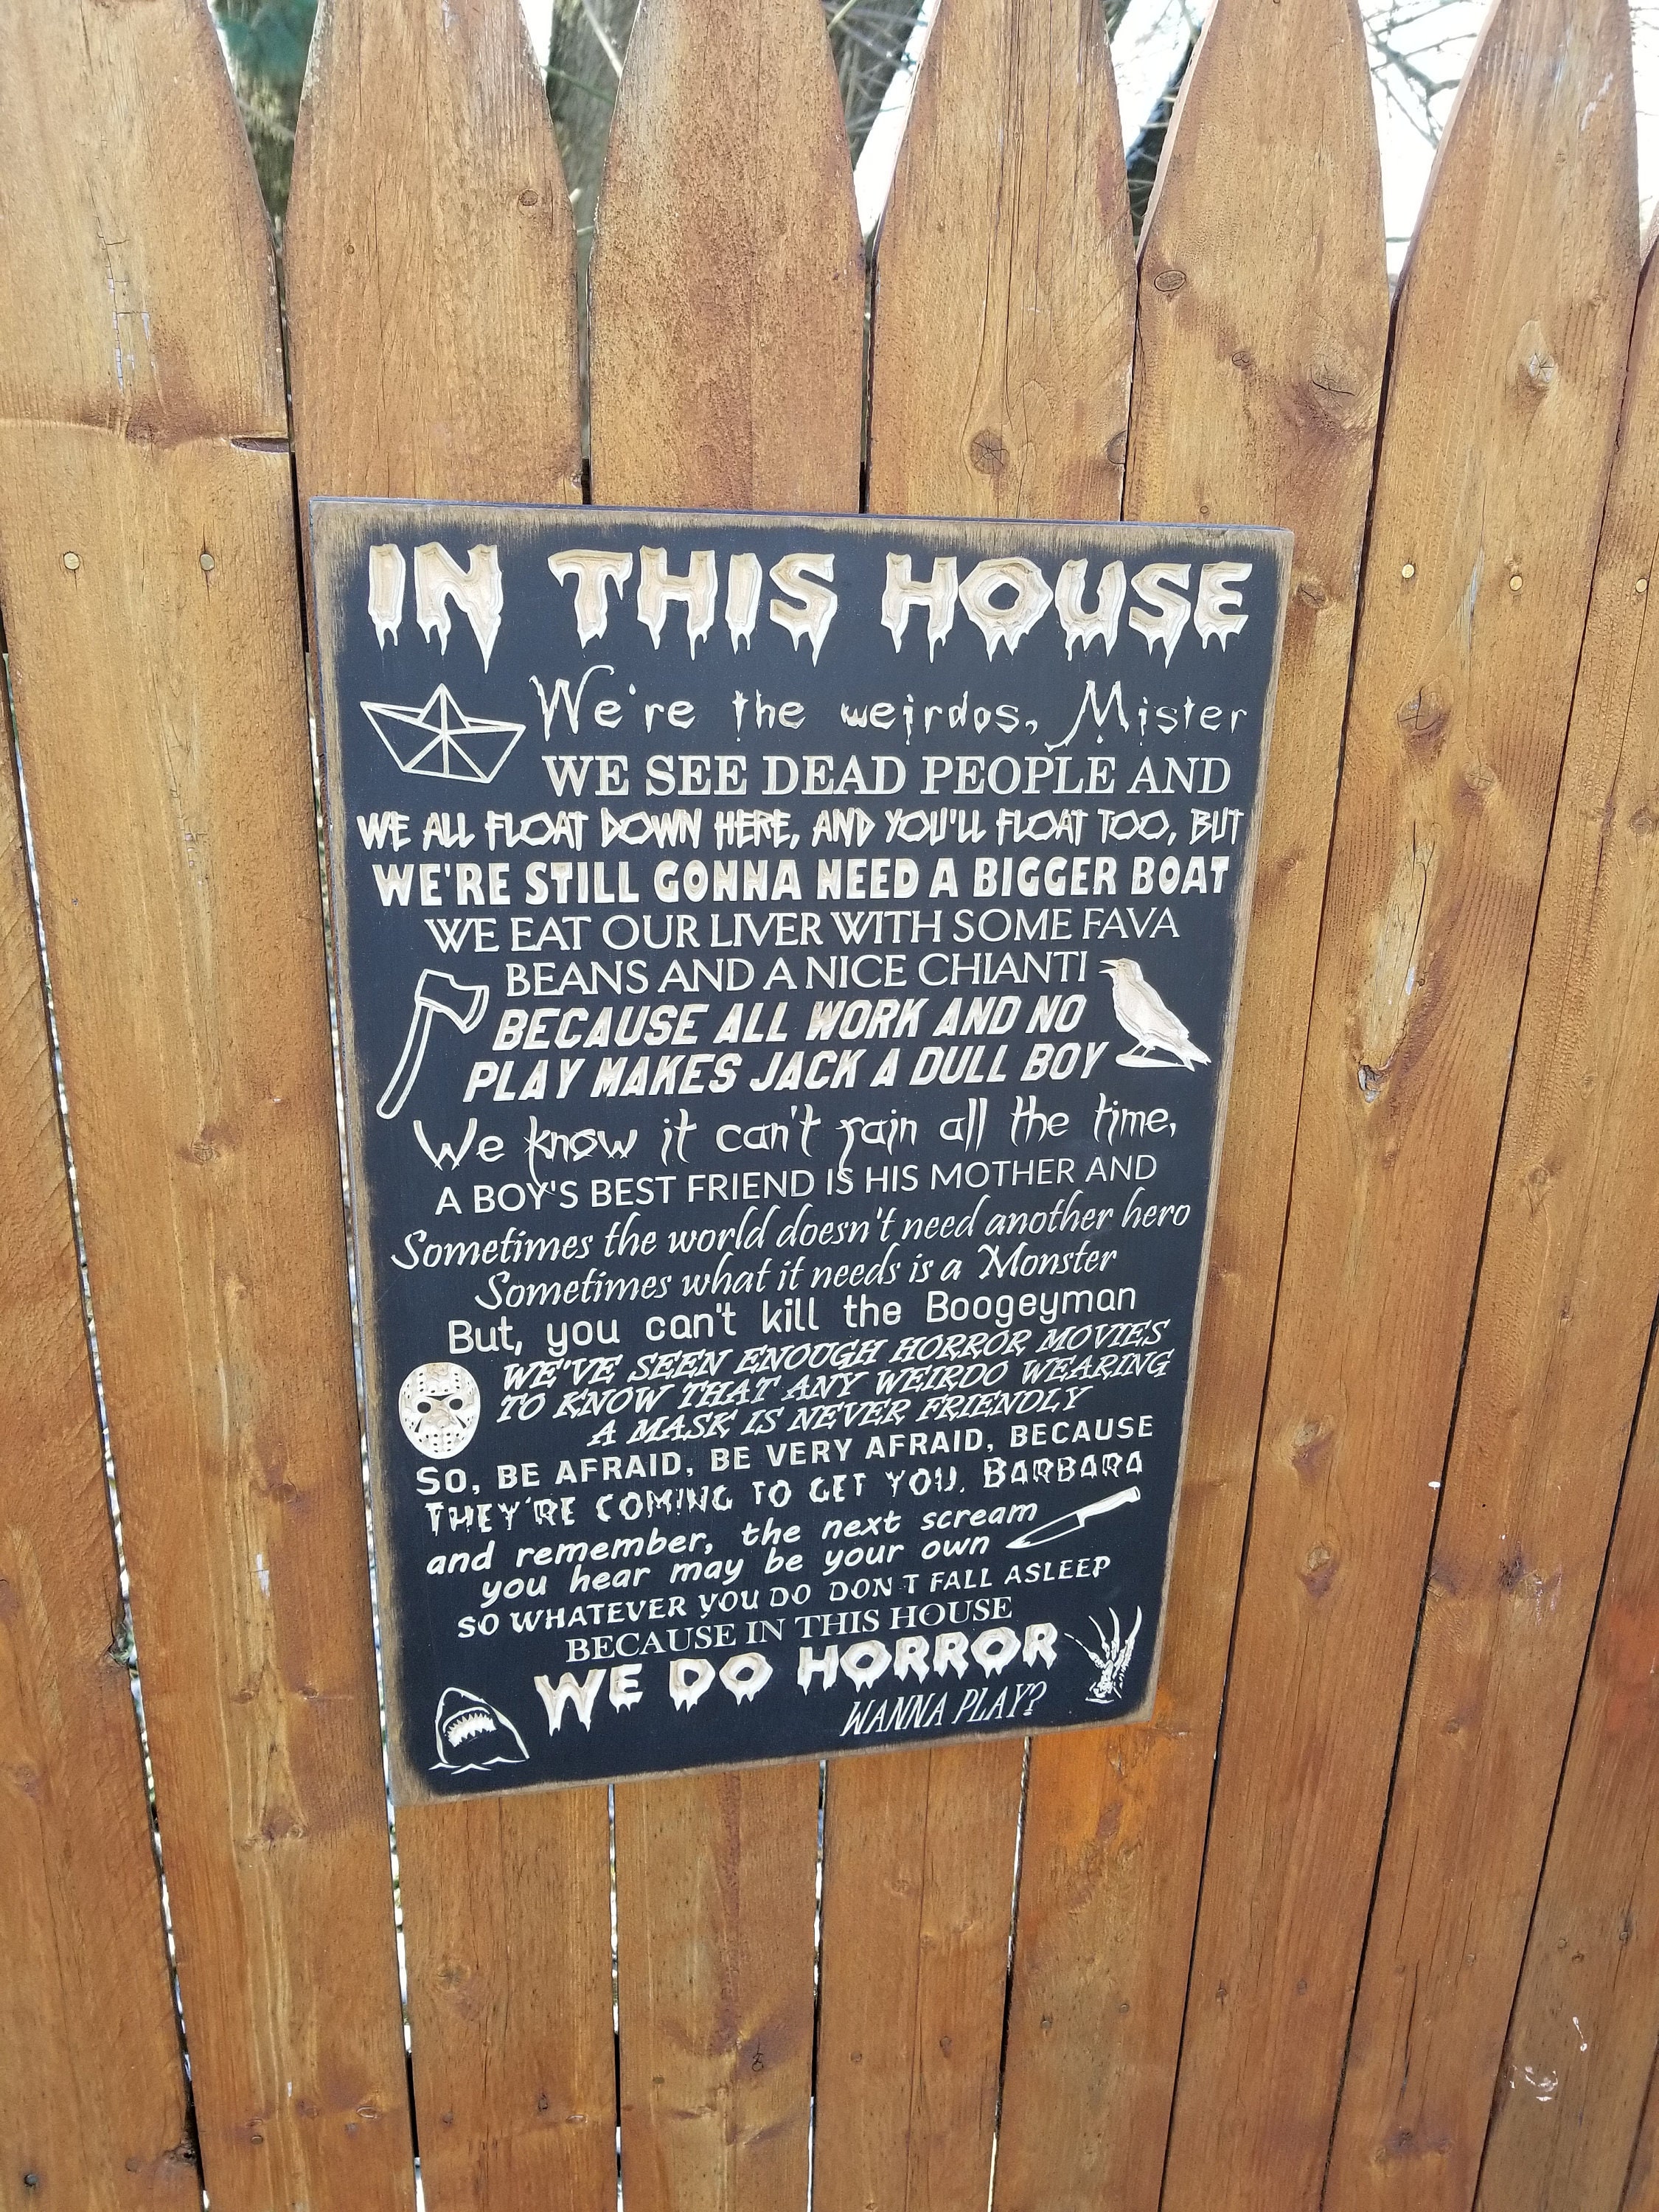 IN THIS HOUSE
We're the weirdos, Mister
WE SEE DEAD PEOPLE AND
WE ALL FLOAT DOWN HERE, AND YOU'LL FLOAT TOO, BUT
WE'RE STILL GONNA NEED A BIGGER BOAT
WE EAT OUR LIVER WITH SOME FAVA
BEANS AND A NICE CHIANTI
BECAUSE ALL WORK AND NO
PLAY MAKES JACK A DULL BOY
We know it can't rain all the time,
A BOY'S BEST FRIEND IS HIS MOTHER AND
Sometimes the world doesn't need another hero
Sometimes what it needs is a Monster
But, you can't kill the Boogeyman
WE'VE SEEN ENOUGH HORROR MOVIES
TO KNOW THAT ANY WEIRDO WEARING
A MASK IS NEVER FRIENDLY
SO, BE AFRAID, BE VERY AFRAID, BECAUSE
THEY'RE COMING TO GET YOU, BARBARA
and remember, the next scream
you hear may be your own
SO WHATEVER YOU DO DON T FALL ASLEEP
BECAUSE IN THIS HOUSE
WE DO HORROR
WANNA PLAY?